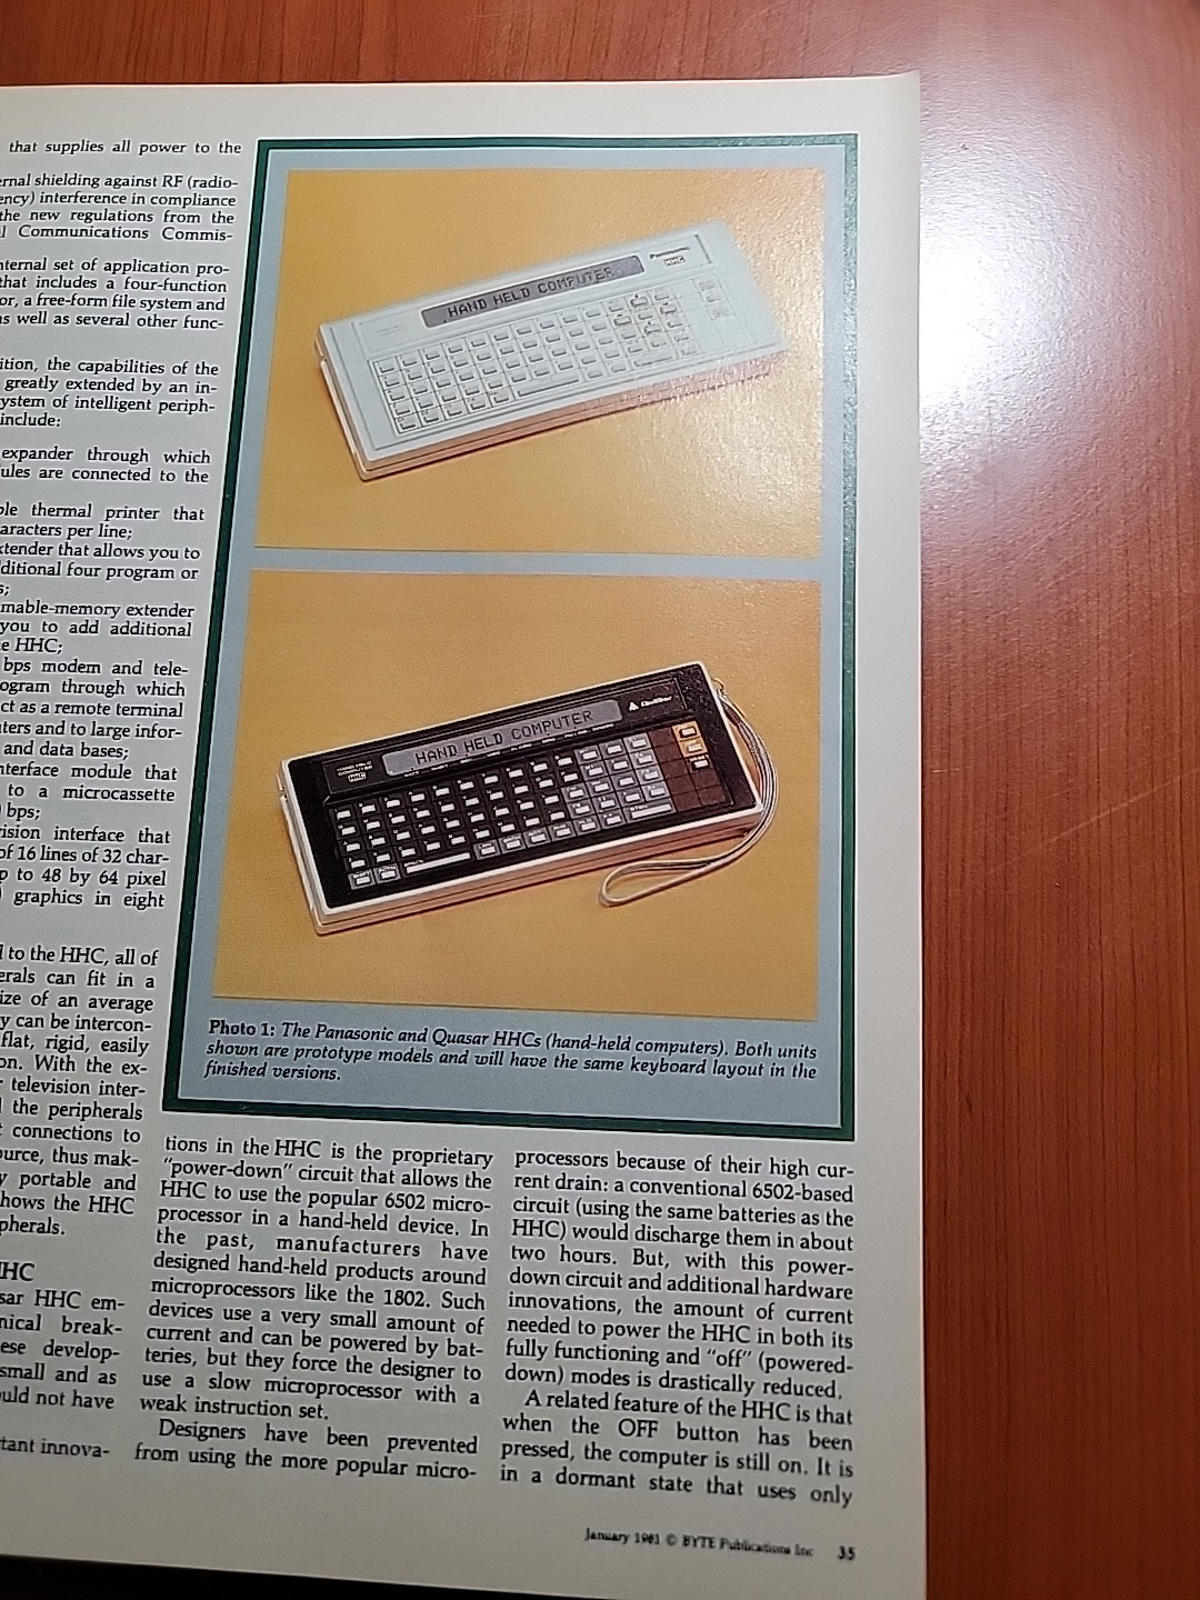 that supplies all power to the
ernal shielding against RF (radio-
ency) interference in compliance
the new regulations from the
l Communications Commis-
nternal set of application pro-
that includes a four-function
or, a free-form file system and
as well as several other func-
ition, the capabilities of the
greatly extended by an in-
ystem of intelligent periph-
include:
expander through which
ules are connected to the
ble thermal printer that
aracters per line;
xtender that allows you to
dditional four program or
s;
mable-memory extender
you to add additional
e HHC;
bps modem and tele-
ogram through which
ct as a remote terminal
ters and to large infor-
and data bases;
nterface module that
to a microcassette
bps;
ision interface that
of 16 lines of 32 char-
p to 48 by 64 pixel
) graphics in eight
l to the HHC, all of
erals can fit in a
ize of an average
y can be intercon-
flat, rigid, easily
on. With the ex-
r television inter-
l the peripherals
t connections to
ource, thus mak-
y portable and
hows the HHC
pherals.
HHC
sar HHC em-
nical break-
ese develop-
small and as
uld not have
tant innova-
Panasonic
HHC
HAND HELD COMPUTER
HAND HELD COMPUTER
HAND HELD
COMPUTER
HHC
Photo 1: The Panasonic and Quasar HHCs (hand-held computers). Both units
shown are prototype models and will have the same keyboard layout in the
finished versions.
tions in the HHC is the proprietary
"power-down" circuit that allows the
HHC to use the popular 6502 micro-
processor in a hand-held device. In
the past, manufacturers have
designed hand-held products around
microprocessors like the 1802. Such
devices use a very small amount of
current and can be powered by bat-
teries, but they force the designer to
use a slow microprocessor with a
weak instruction set.
Designers have been prevented
from using the more popular micro-
processors because of their high cur-
rent drain: a conventional 6502-based
circuit (using the same batteries as the
HHC) would discharge them in about
two hours. But, with this power-
down circuit and additional hardware
innovations, the amount of current
needed to power the HHC in both its
fully functioning and "off" (powered-
down) modes is drastically reduced.
A related feature of the HHC is that
when the OFF button has been
pressed, the computer is still on. It is
in a dormant state that uses only
January 1981 © BYTE Publications Inc 35